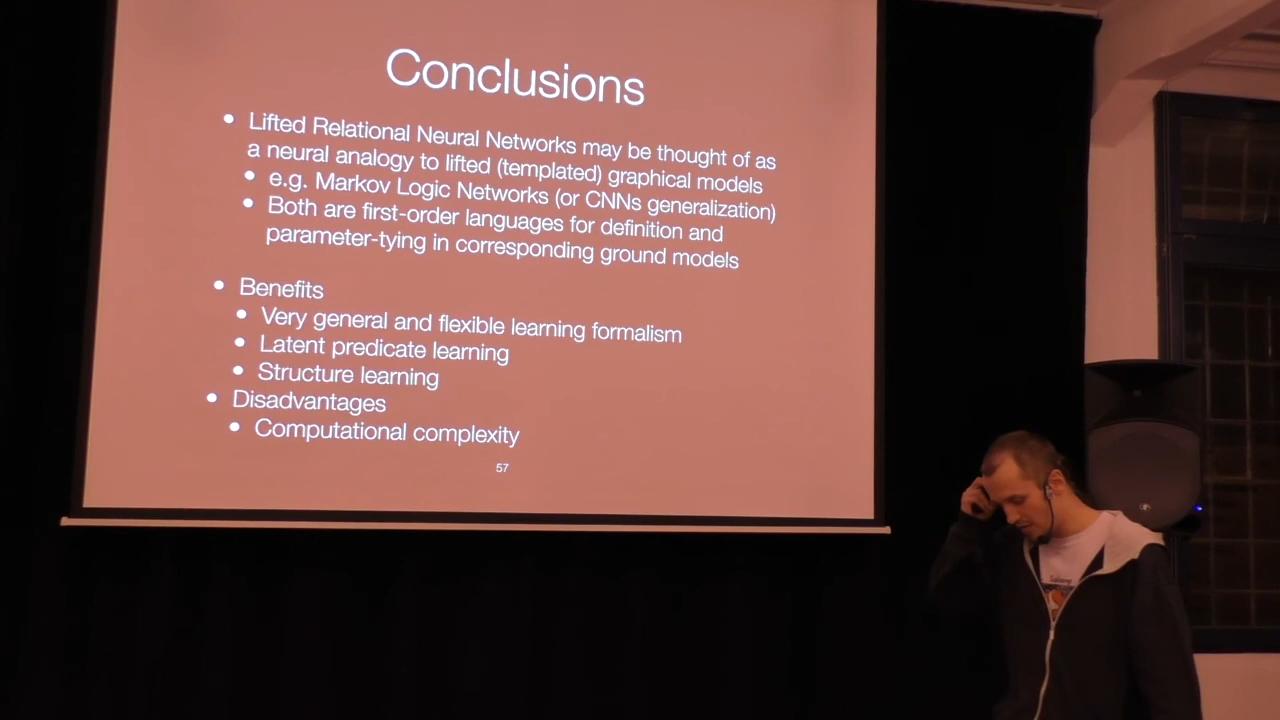 Conclusions
• Lifted Relational Neural Networks may be thought of as
a neural analogy to lifted (templated) graphical models
• e.g. Markov Logic Networks (or CNNs generalization)
• Both are first-order languages for definition and
parameter-tying in corresponding ground models
• Benefits
• Very general and flexible learning formalism
• Latent predicate learning
• Structure learning
• Disadvantages
• Computational complexity
57